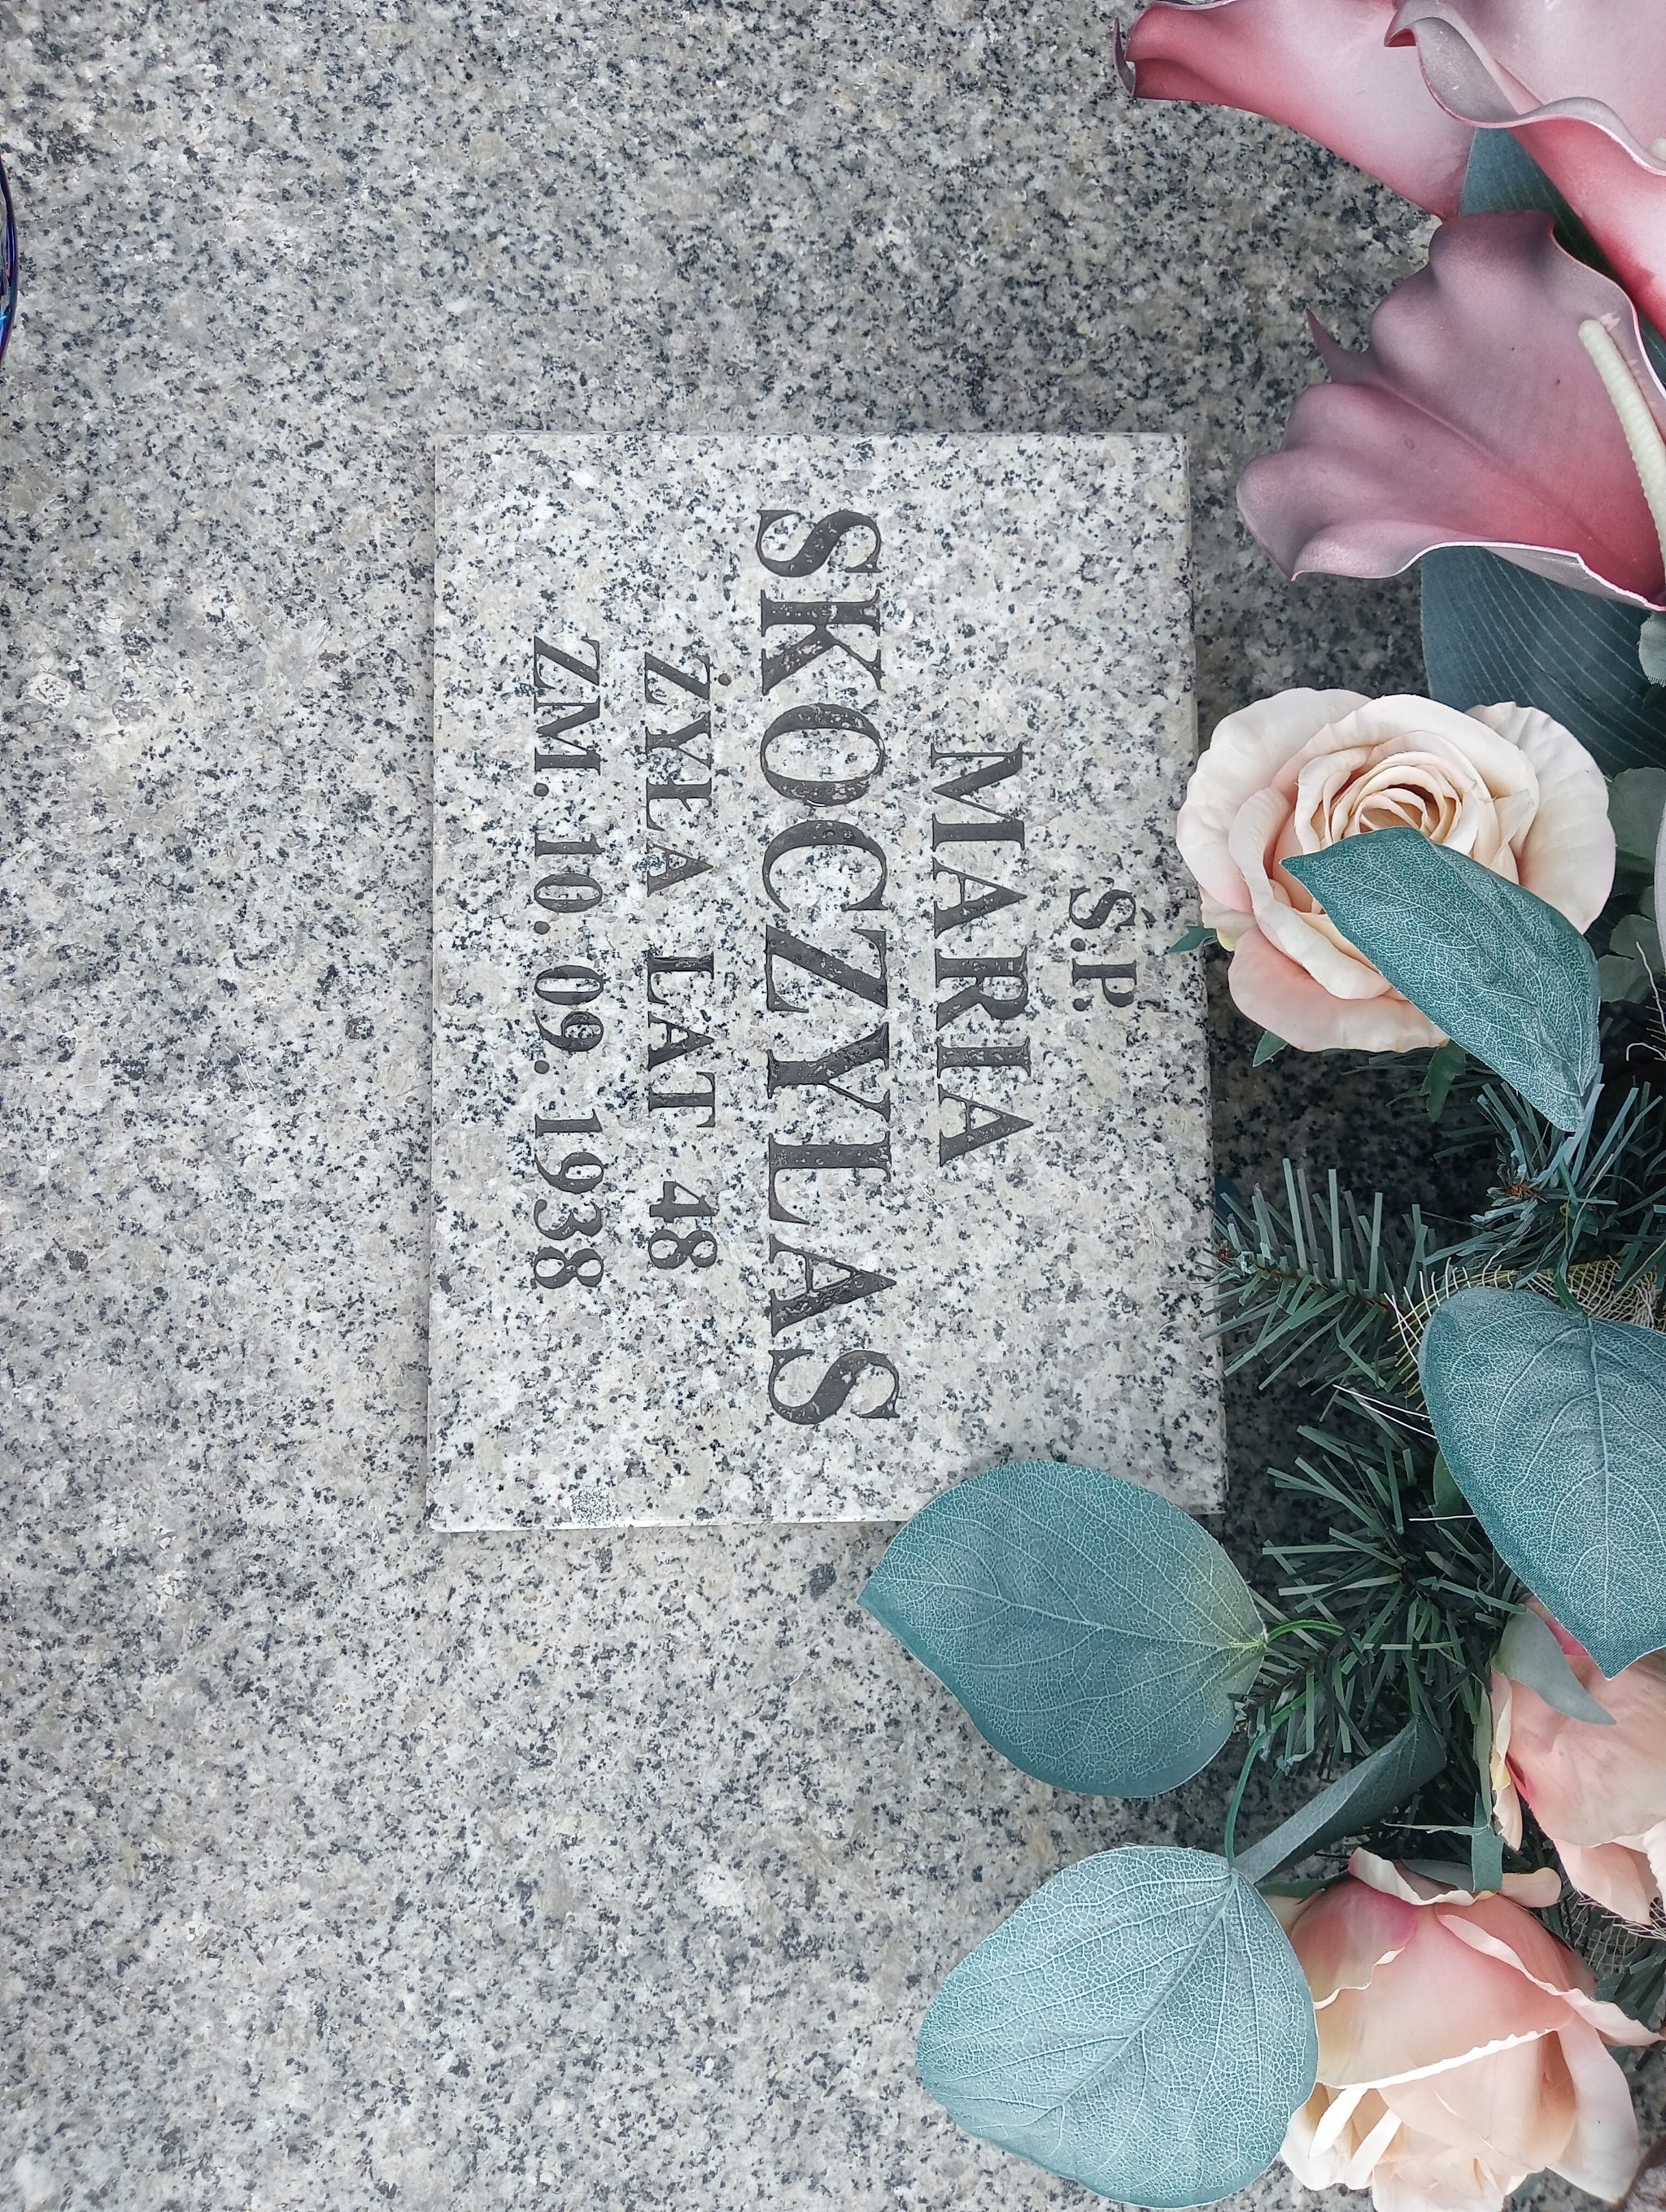 Ś.P.
MARIA
SKOCZYLAS
ŻYŁA LAT 48
ZM. 10. 09. 1938